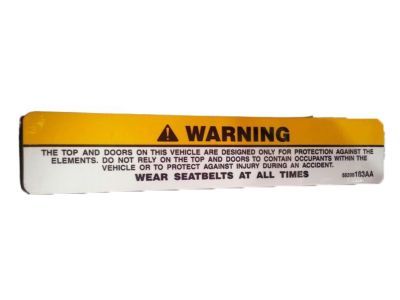 WARNING
THE TOP AND DOORS ON THIS VEHICLE ARE DESIGNED ONLY FOR PROTECTION AGAINST THE
ELEMENTS. DO NOT RELY ON THE TOP AND DOORS TO CONTAIN OCCUPANTS WITHIN THE
VEHICLE OR TO PROTECT AGAINST INJURY DURING AN ACCIDENT.
WEAR SEATBELTS AT ALL TIMES